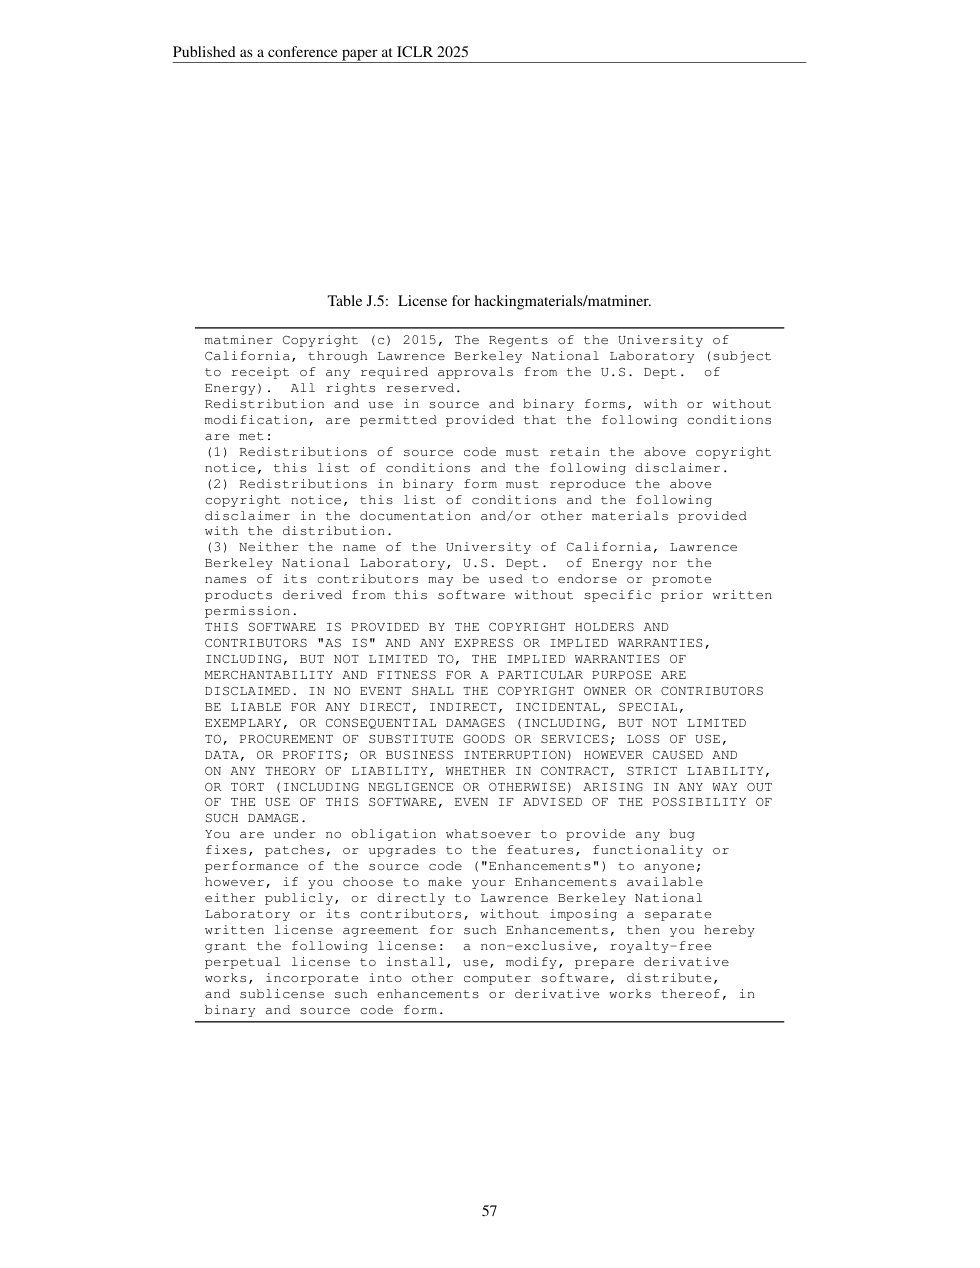 Published as a conference paper at ICLR 2025
Table J.5: License for hackingmaterials/matminer.
matminer Copyright (c) 2015, The Regents of the University of
California, through Lawrence Berkeley National Laboratory (subject
to receipt of any required approvals from the U.S. Dept. of
Energy). All rights reserved.
Redistribution and use in source and binary forms, with or without
modification, are permitted provided that the following conditions
are met:
(1) Redistributions of source code must retain the above copyright
notice, this list of conditions and the following disclaimer.
(2) Redistributions in binary form must reproduce the above
copyright notice, this list of conditions and the following
disclaimer in the documentation and/or other materials provided
with the distribution.
(3) Neither the name of the University of California, Lawrence
Berkeley National Laboratory, U.S. Dept. of Energy nor the
names of its contributors may be used to endorse or promote
products derived from this software without specific prior written
permission.
THIS SOFTWARE IS PROVIDED BY THE COPYRIGHT HOLDERS AND
CONTRIBUTORS "AS IS" AND ANY EXPRESS OR IMPLIED WARRANTIES,
INCLUDING, BUT NOT LIMITED TO, THE IMPLIED WARRANTIES OF
MERCHANTABILITY AND FITNESS FOR A PARTICULAR PURPOSE ARE
DISCLAIMED. IN NO EVENT SHALL THE COPYRIGHT OWNER OR CONTRIBUTORS
BE LIABLE FOR ANY DIRECT, INDIRECT, INCIDENTAL, SPECIAL,
EXEMPLARY, OR CONSEQUENTIAL DAMAGES (INCLUDING, BUT NOT LIMITED
TO, PROCUREMENT OF SUBSTITUTE GOODS OR SERVICES; LOSS OF USE,
DATA, OR PROFITS; OR BUSINESS INTERRUPTION) HOWEVER CAUSED AND
ON ANY THEORY OF LIABILITY, WHETHER IN CONTRACT, STRICT LIABILITY,
OR TORT (INCLUDING NEGLIGENCE OR OTHERWISE) ARISING IN ANY WAY OUT
OF THE USE OF THIS SOFTWARE, EVEN IF ADVISED OF THE POSSIBILITY OF
SUCH DAMAGE.
You are under no obligation whatsoever to provide any bug
fixes, patches, or upgrades to the features, functionality or
performance of the source code ("Enhancements") to anyone;
however, if you choose to make your Enhancements available
either publicly, or directly to Lawrence Berkeley National
Laboratory or its contributors, without imposing a separate
written license agreement for such Enhancements, then you hereby
grant the following license: a non-exclusive, royalty-free
perpetual license to install, use, modify, prepare derivative
works, incorporate into other computer software, distribute,
and sublicense such enhancements or derivative works thereof, in
binary and source code form.
57